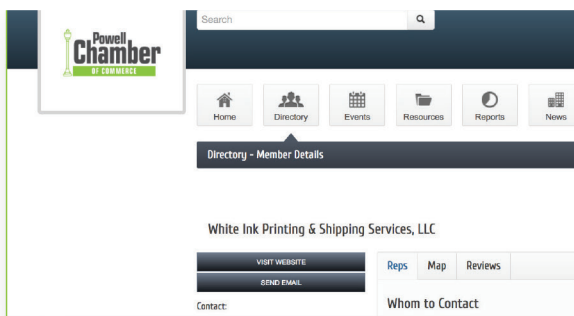 Search
Powell
Chamber
OF COMMERCE
Home
Directory
Events
Resources
Reports
News
Directory - Member Details
White Ink Printing & Shipping Services, LLC
VISIT WEBSITE
SEND EMAIL
Reps
Map
Reviews
Contact:
Whom to Contact